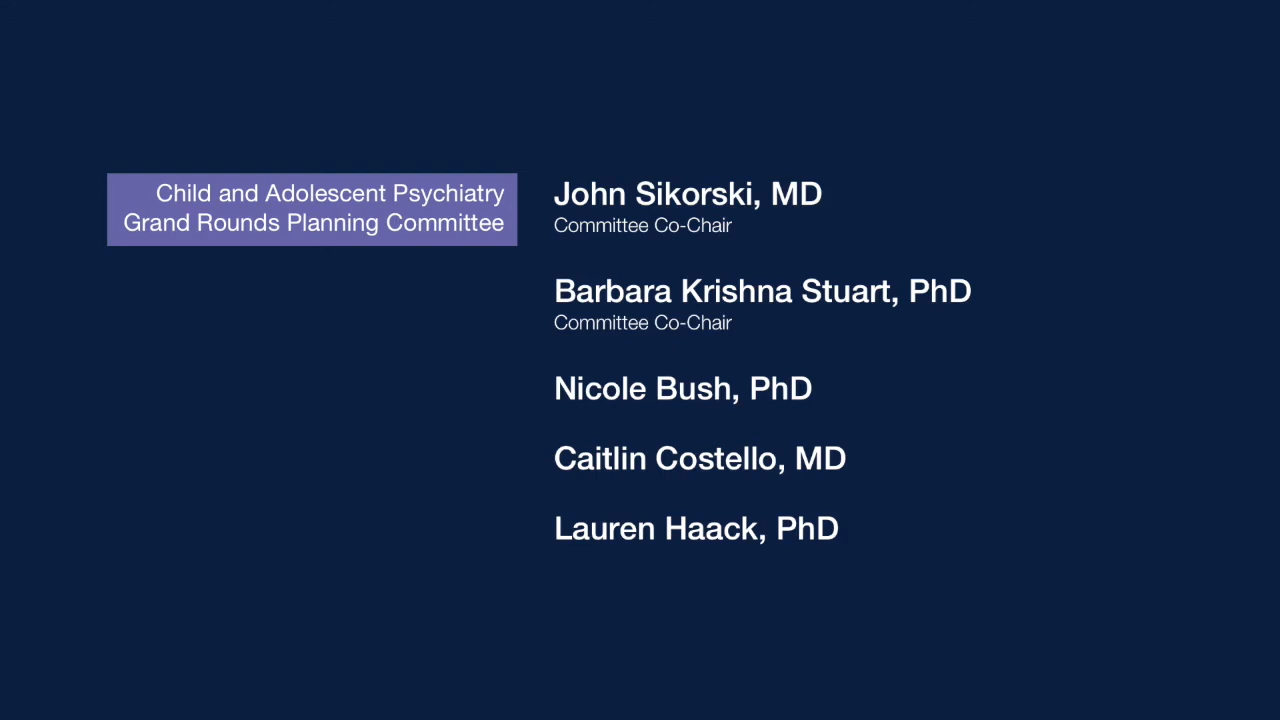 Child and Adolescent Psychiatry
Grand Rounds Planning Committee
John Sikorski, MD
Committee Co-Chair
Barbara Krishna Stuart, PhD
Committee Co-Chair
Nicole Bush, PhD
Caitlin Costello, MD
Lauren Haack, PhD